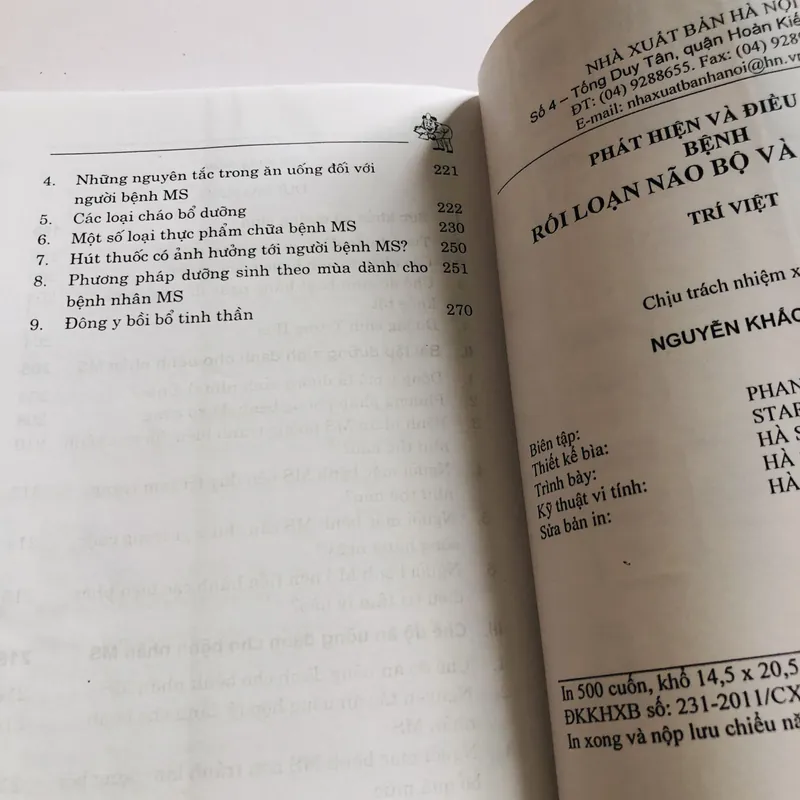 4. Những nguyên tắc trong ăn uống đối với 221
người bệnh MS
5. Các loại cháo bổ dưỡng 222
6. Một số loại thực phẩm chữa bệnh MS 230
7. Hút thuốc có ảnh hưởng tới người bệnh MS? 250
8. Phương pháp dưỡng sinh theo mùa dành cho 251
bệnh nhân MS
9. Đông y bồi bổ tinh thần 270
NHÀ XUẤT BẢN HÀ NỘI
Số 4 – Tống Duy Tân, quận Hoàn Kiế
ĐT: (04) 9288655. Fax: (04) 9289
E-mail: nhaxuatbanhanoi@hn.vn
PHÁT HIỆN VÀ ĐIỀU
BỆNH
RỐI LOẠN NÃO BỘ VÀ
TRÍ VIỆT
Chịu trách nhiệm x
NGUYỄN KHẮC
Biên tập: PHAN
Thiết kế bìa: STAR
Trình bày: HÀ S
Kỹ thuật vi tính: HÀ
Sửa bản in: HÀ
In 500 cuốn, khổ 14,5 x 20,5
ĐKKHXB số: 231-2011/CX
In xong và nộp lưu chiểu nă